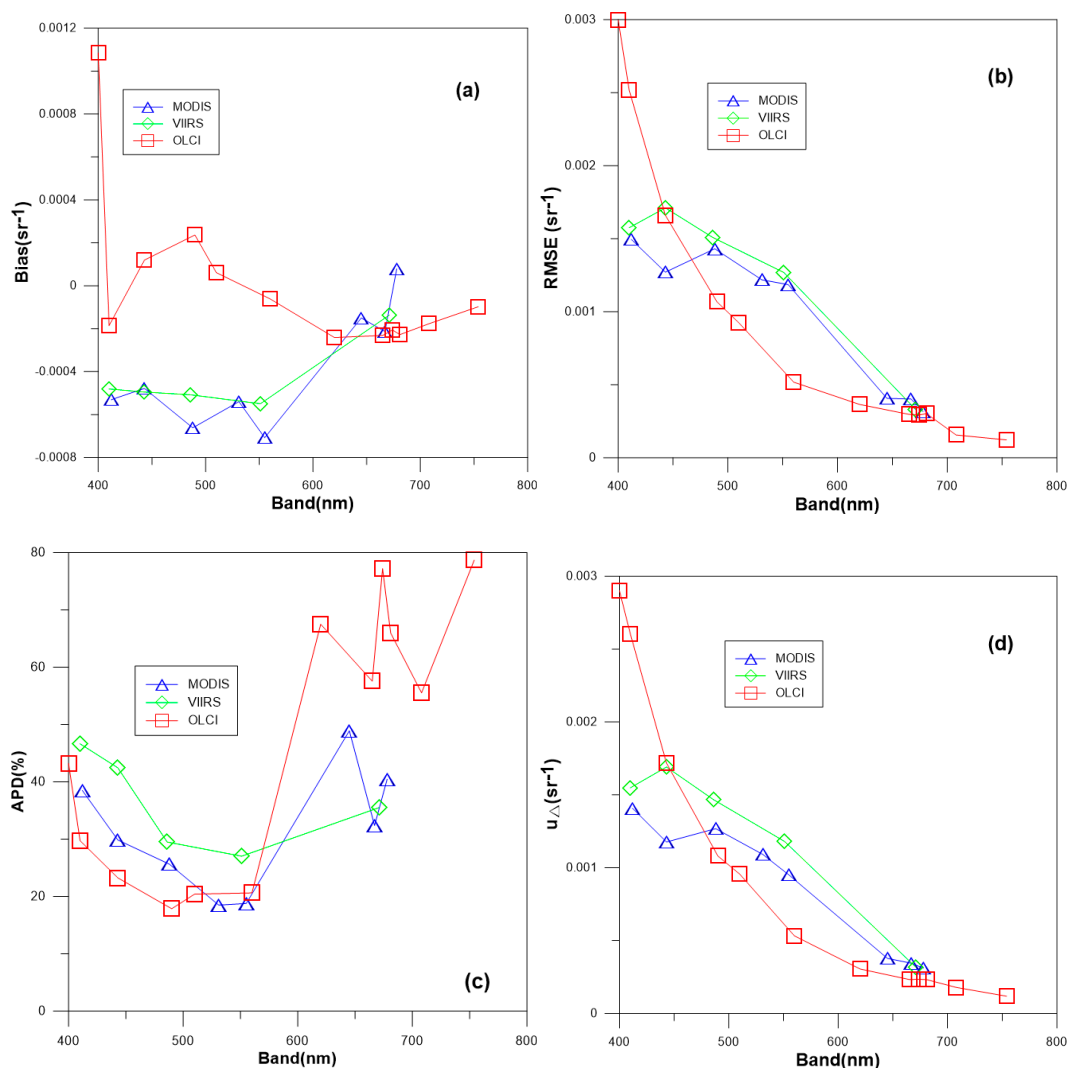 0.0012
0.0008
0.0004
0
-0.0004
-0.0008
Bias(sr-1)
(a)
MODIS
VIIRS
OLCI
400
500
600
700
800
Band(nm)
0.003
0.002
0.001
0
RMSE (sr-1)
(b)
MODIS
VIIRS
OLCI
400
500
600
700
800
Band(nm)
80
60
40
20
0
APD(%)
MODIS
VIIRS
OLCI
(c)
400
500
600
700
800
Band(nm)
0.003
0.002
0.001
0
u△(sr-1)
(d)
MODIS
VIIRS
OLCI
400
500
600
700
800
Band(nm)